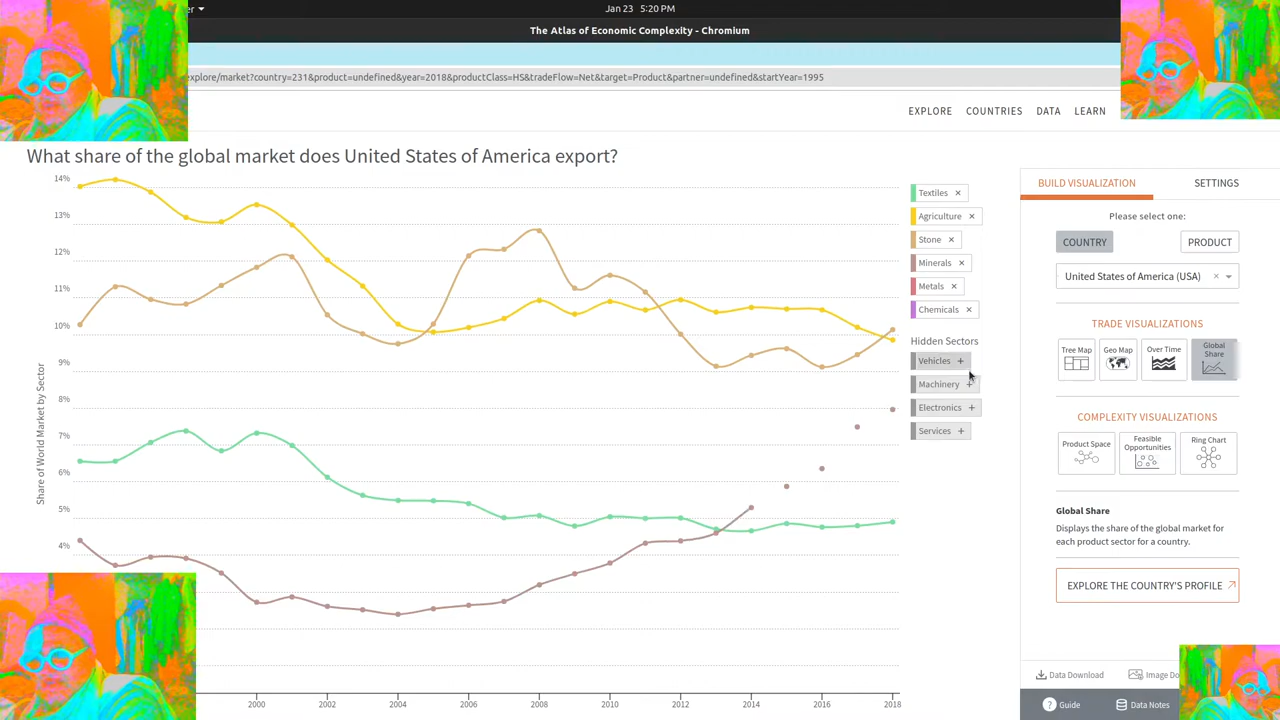 er
Jan 23 5:20 PM
The Atlas of Economic Complexity - Chromium
explore/market?country=231&product=undefined&year=2018&productClass=HS&tradeFlow=Net&target=Product&partner=undefined&startYear=1995
EXPLORE COUNTRIES DATA LEARN
What share of the global market does United States of America export?
14%
13%
12%
11%
10%
9%
8%
7%
6%
5%
4%
Share of World Market by Sector
2000 2002 2004 2006 2008 2010 2012 2014 2016 2018
Textiles ×
Agriculture ×
Stone ×
Minerals ×
Metals ×
Chemicals ×
Hidden Sectors
Vehicles +
Machinery +
Electronics +
Services +
BUILD VISUALIZATION SETTINGS
Please select one:
COUNTRY PRODUCT
United States of America (USA) ×
TRADE VISUALIZATIONS
Tree Map Geo Map Over Time Global Share
COMPLEXITY VISUALIZATIONS
Product Space Feasible Opportunities Ring Chart
Global Share
Displays the share of the global market for
each product sector for a country.
EXPLORE THE COUNTRY'S PROFILE
Data Download Image Do
Guide Data Notes